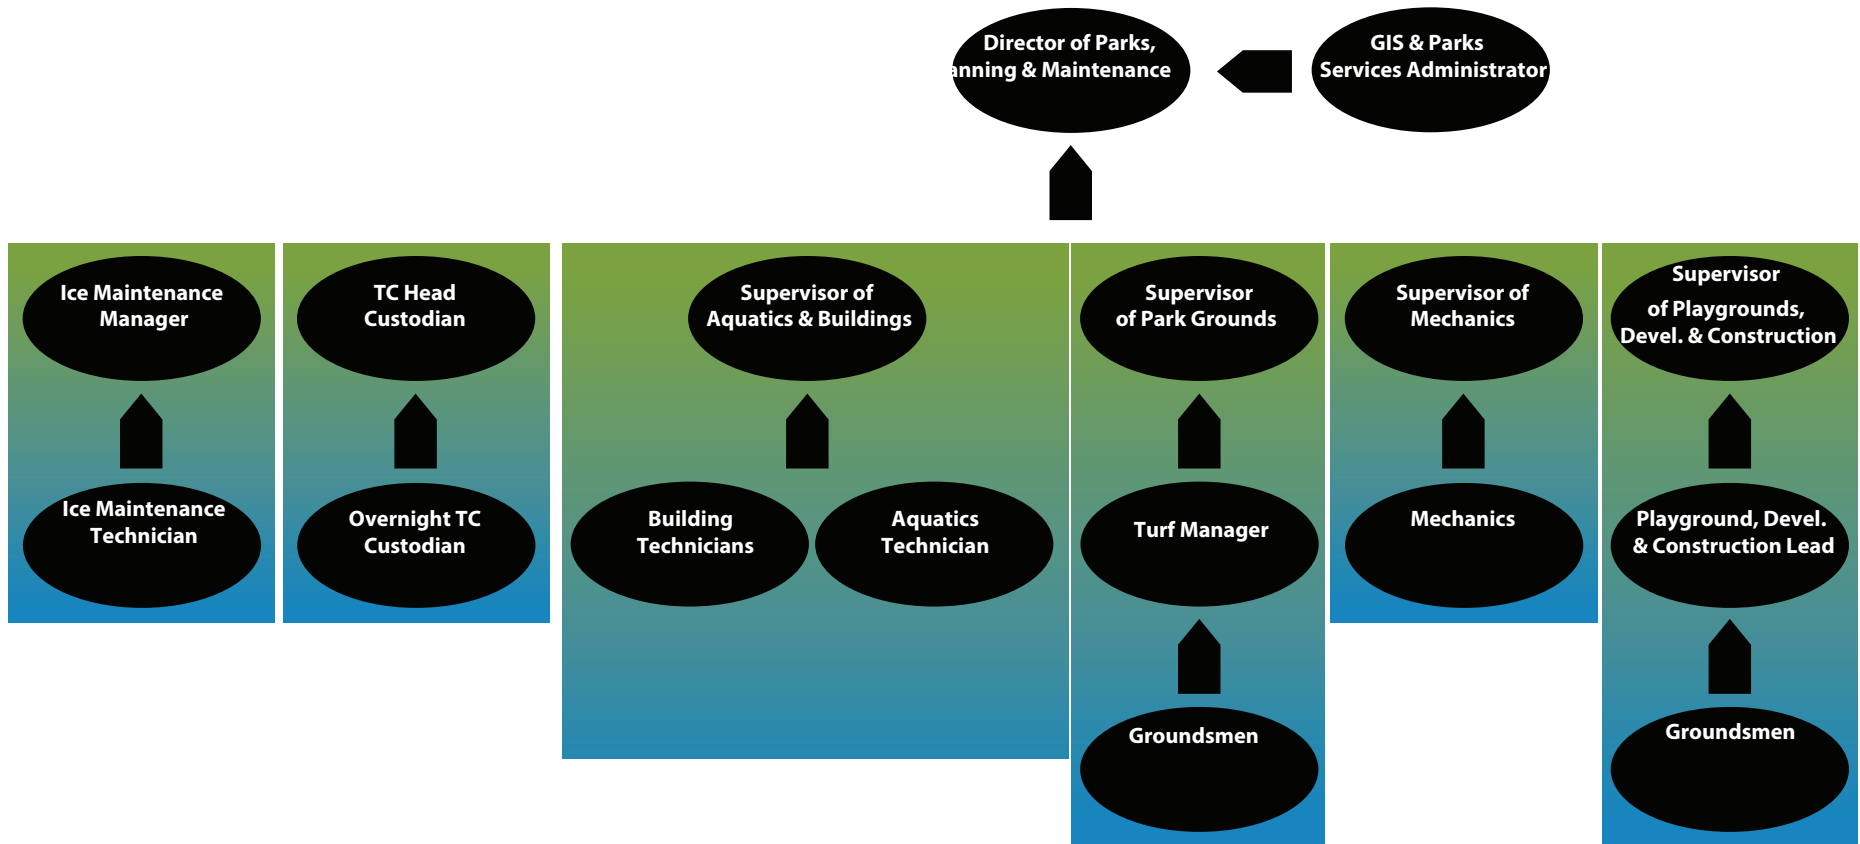 Director of Parks,
anning & Maintenance
GIS & Parks
Services Administrator
Ice Maintenance
Manager
TC Head
Custodian
Supervisor of
Aquatics & Buildings
Supervisor
of Park Grounds
Supervisor of
Mechanics
Supervisor
of Playgrounds,
Devel. & Construction
Ice Maintenance
Technician
Overnight TC
Custodian
Building
Technicians
Aquatics
Technician
Turf Manager
Mechanics
Playground, Devel.
& Construction Lead
Groundsmen
Groundsmen